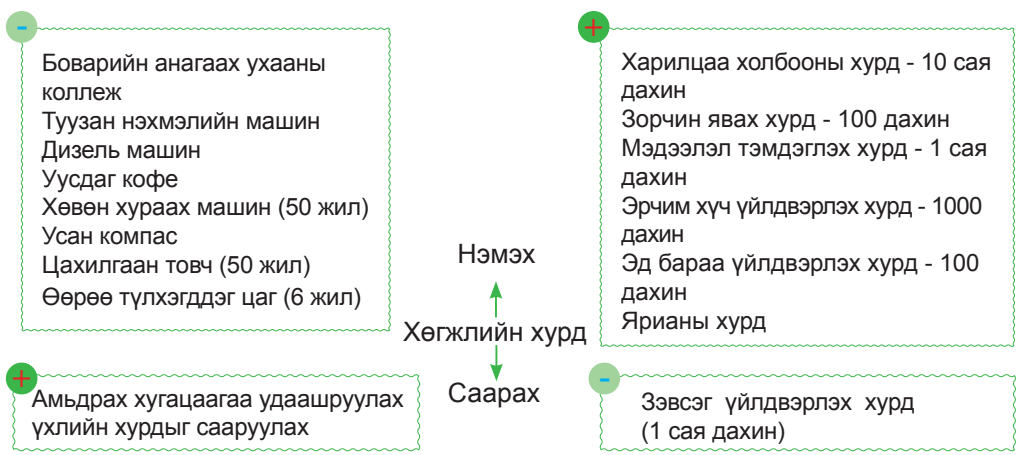 -
Боварийн анагаах ухааны
коллеж
Туузан нэхмэлийн машин
Дизель машин
Уусдаг кофе
Хөвөн хураах машин (50 жил)
Усан компас
Цахилгаан товч (50 жил)
Өөрөө түлхэгддэг цаг (6 жил)
+
Харилцаа холбооны хурд - 10 сая
дахин
Зорчин явах хурд - 100 дахин
Мэдээлэл тэмдэглэх хурд - 1 сая
дахин
Эрчим хүч үйлдвэрлэх хурд - 1000
дахин
Эд бараа үйлдвэрлэх хурд - 100
дахин
Ярианы хурд
Нэмэх
Хөгжлийн хурд
Саарах
+
Амьдрах хугацаагаа удаашруулах
үхлийн хурдыг сааруулах
-
Зэвсэг үйлдвэрлэх хурд
(1 сая дахин)